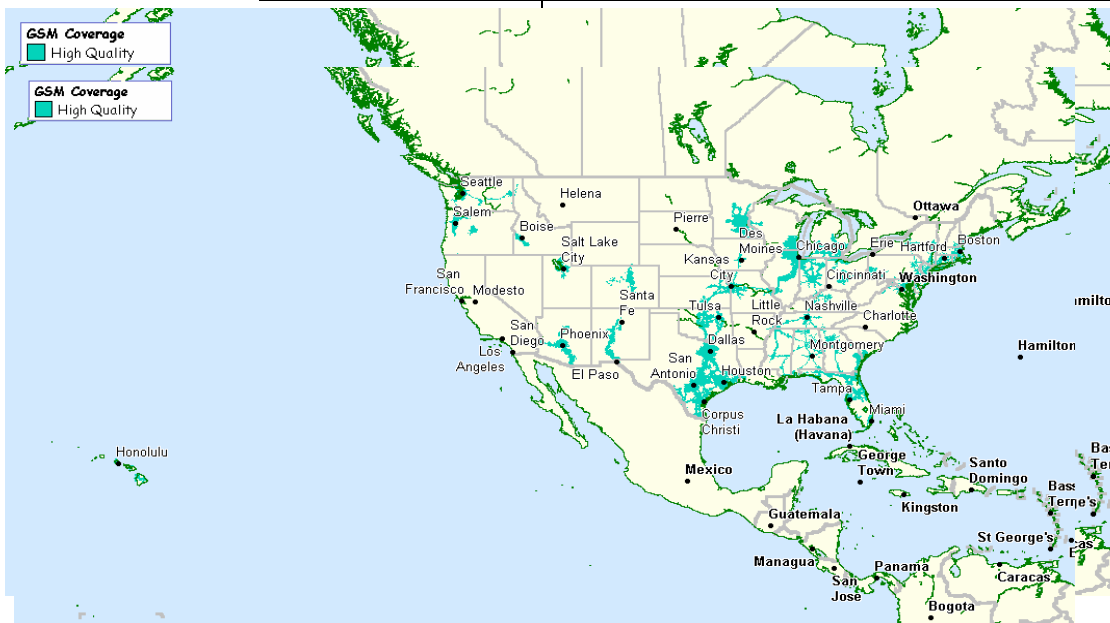 GSM Coverage
High Quality
GSM Coverage
High Quality
Seattle
Helena
Salem
Pierre
Ottawa
Boise
Des
Moines
Chicago
Erie
Hartford
Boston
Salt Lake
City
Kansas
City
Cincinnati
Washington
San
Francisco
Modesto
Santa
Fe
Tulsa
Little
Rock
Nashville
Charlotte
San
Diego
Phoenix
Dallas
Montgomery
Hamilton
Los
Angeles
El Paso
San
Antonio
Houston
Tampa
Corpus
Christi
Miami
La Habana
(Havana)
Honolulu
Mexico
George
Town
Santo
Domingo
Kingston
Guatemala
St George's
Managua
San
José
Panama
Caracas
Bogota